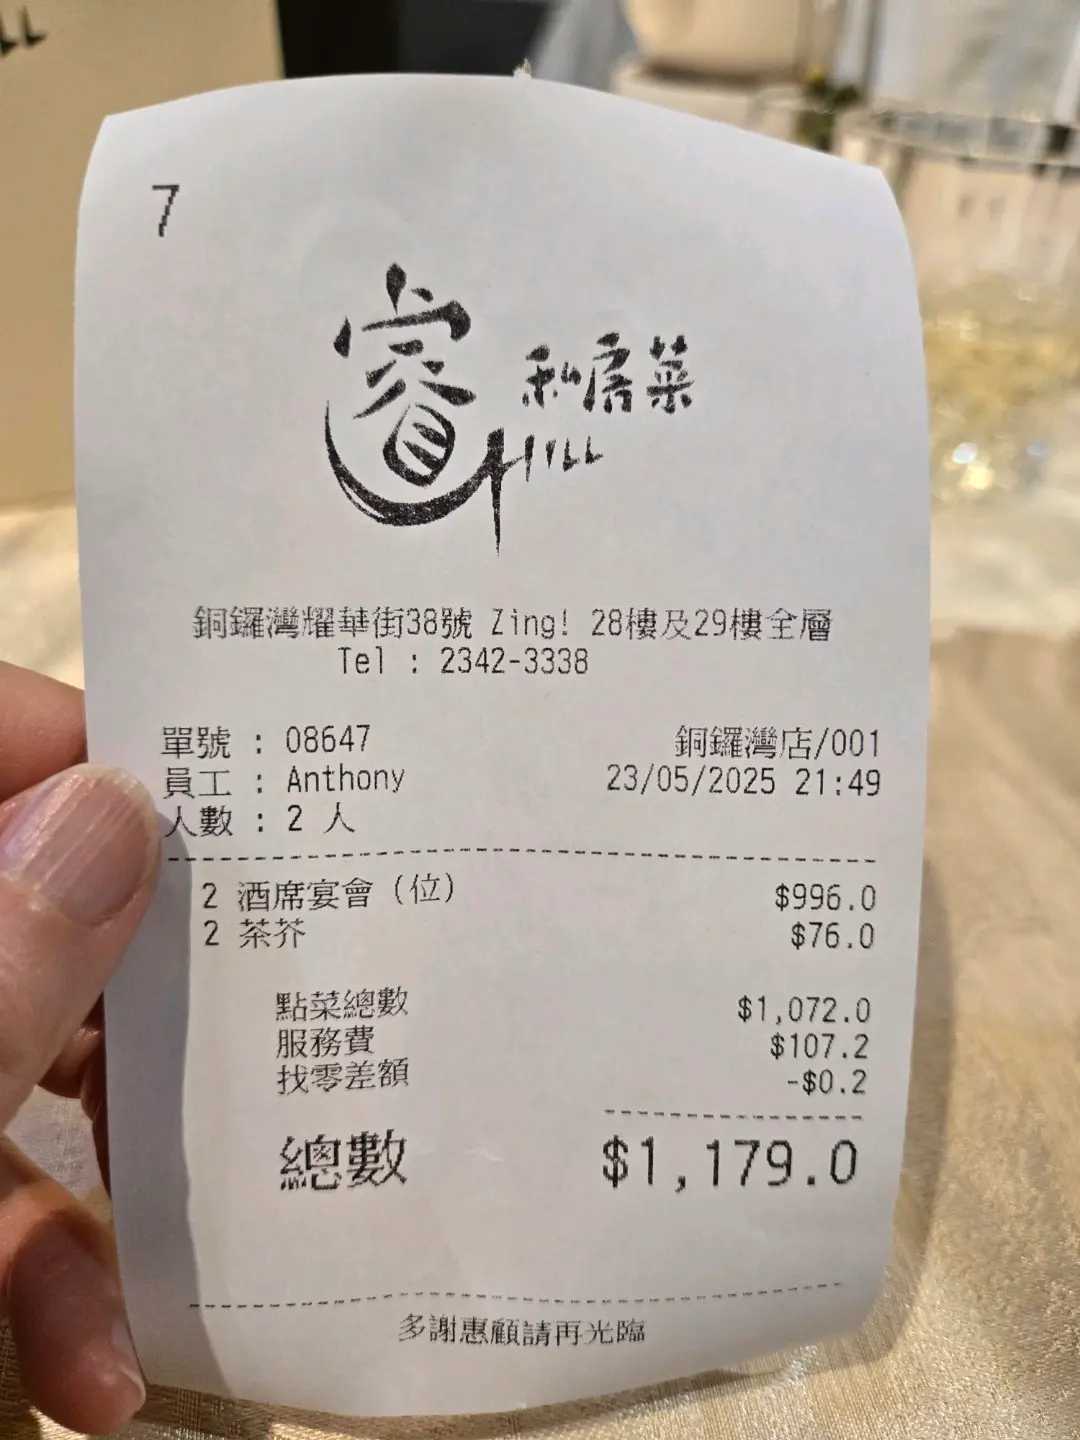 LL
7
睿 私房菜
HILL
銅鑼灣耀華街38號 Zing! 28樓及29樓全層
Tel : 2342-3338
單號 : 08647 銅鑼灣店/001
員工 : Anthony 23/05/2025 21:49
人數 : 2 人
2 酒席宴會 (位) $996.0
2 茶芥 $76.0
點菜總數 $1,072.0
服務費 $107.2
找零差額 -$0.2
總數 $1,179.0
多謝惠顧請再光臨